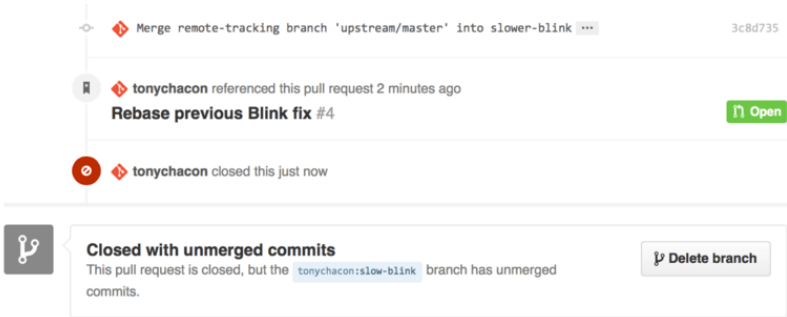 Merge remote-tracking branch 'upstream/master' into slower-blink ... 3c8d735
tonychacon referenced this pull request 2 minutes ago
Rebase previous Blink fix #4 Open
tonychacon closed this just now
Closed with unmerged commits
This pull request is closed, but the tonychacon:slow-blink branch has unmerged
commits.
Delete branch